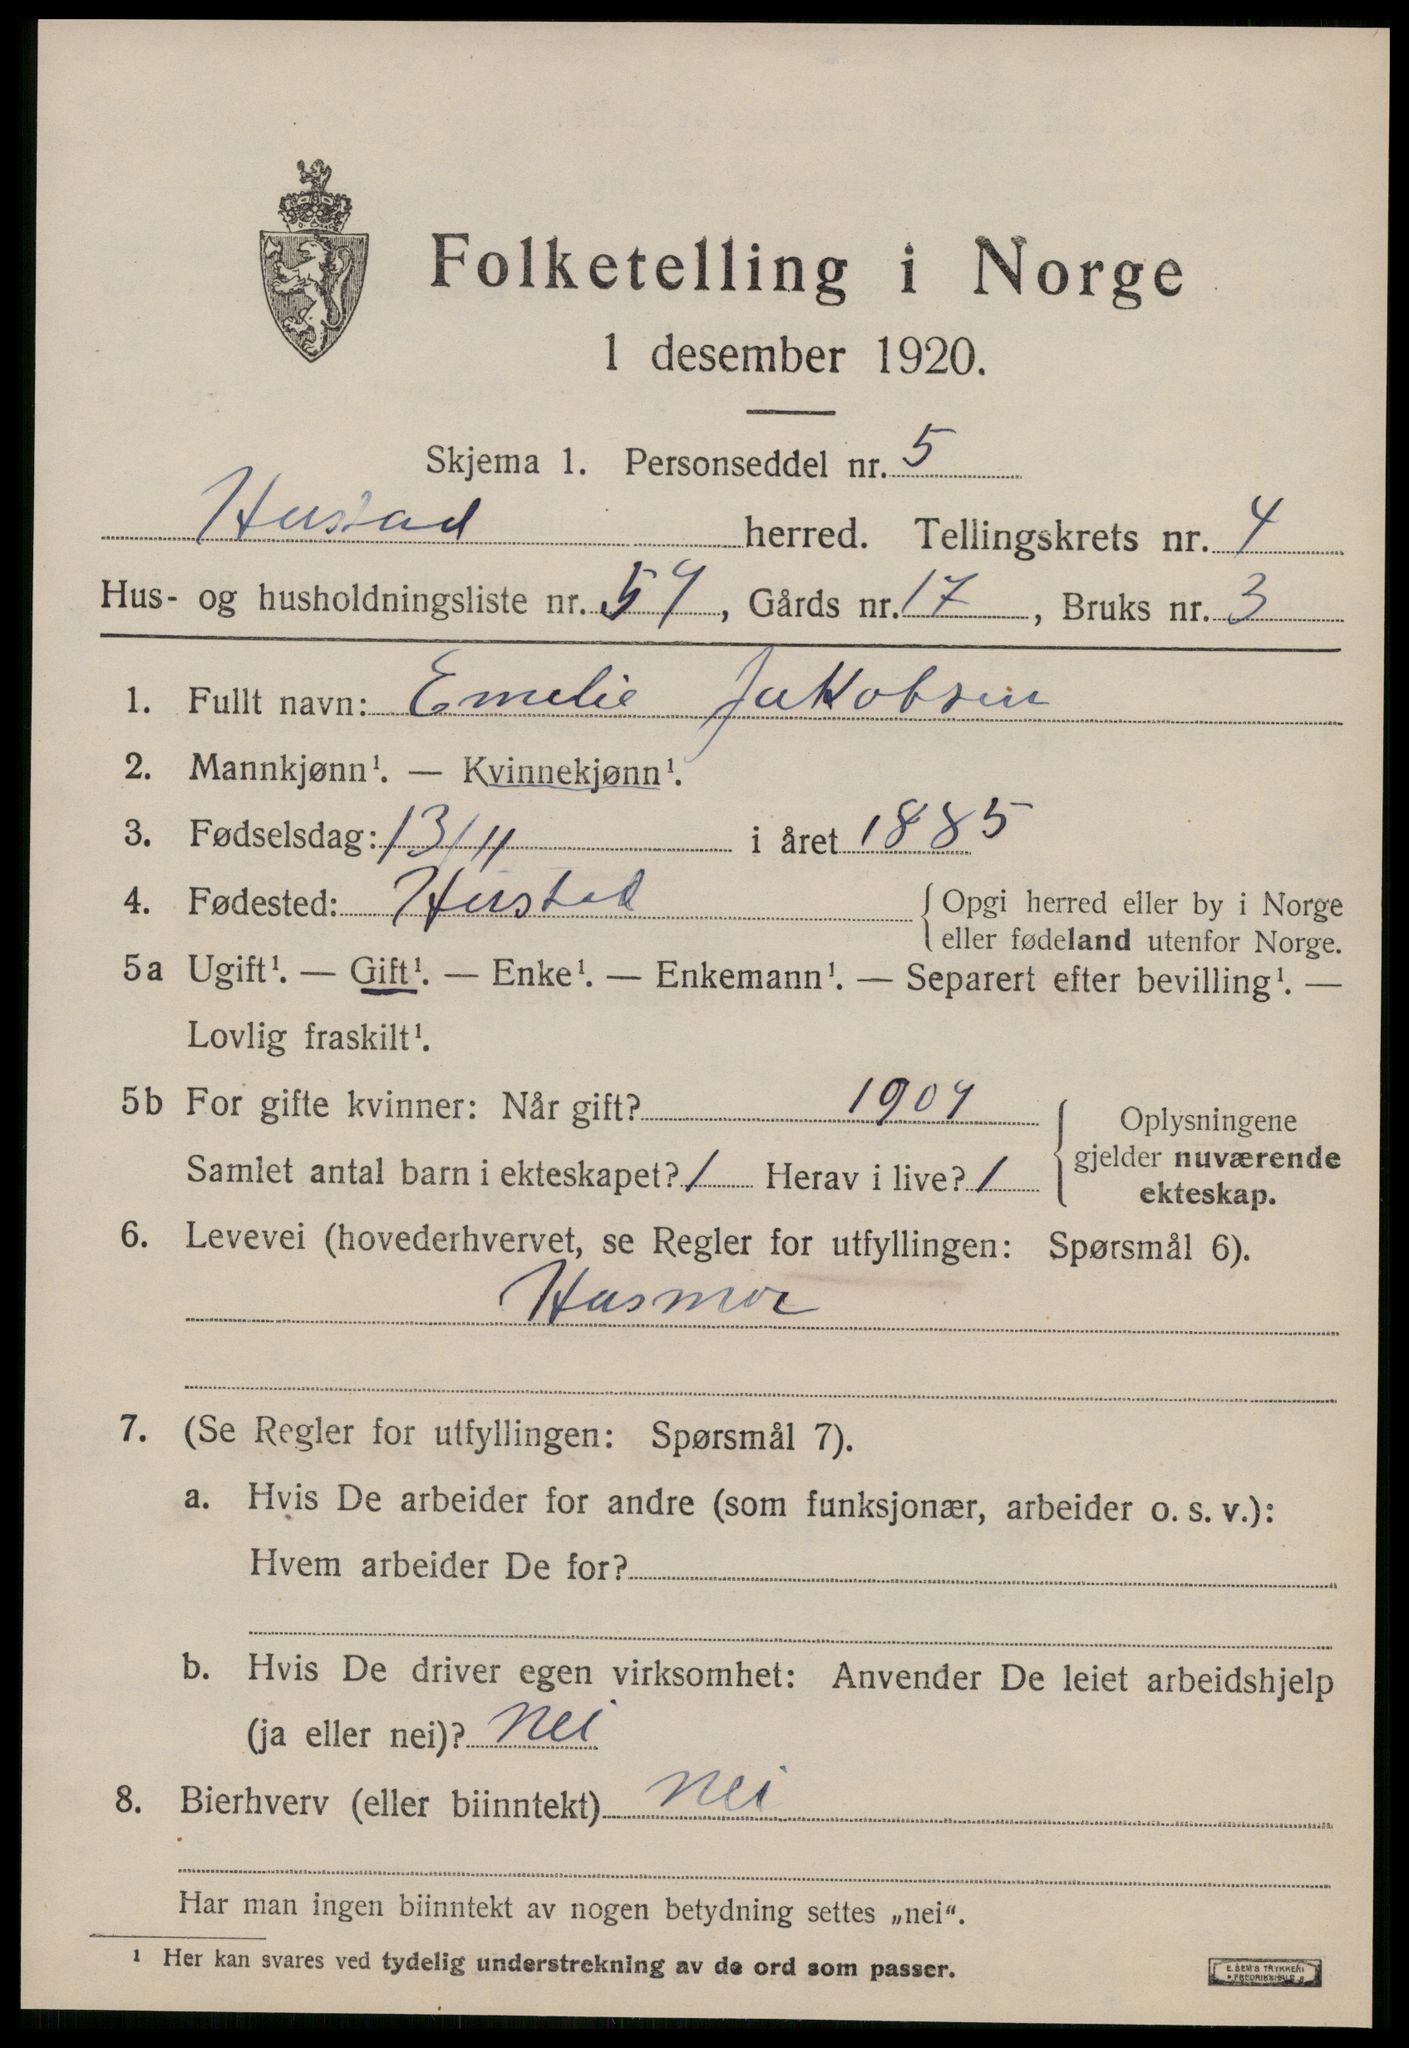 Folketelling i Norge
1 desember 1920.
Skjema 1. Personseddel nr. 5
Hustad herred. Tellingskrets nr. 4
Hus- og husholdningsliste nr. 54, Gårds nr. 17, Bruks nr. 3
1. Fullt navn: Emelie Jakobsen
2. Mannkjønn¹. — Kvinnekjønn¹.
3. Fødselsdag: 13/11 i året 1885
4. Fødested: Hustad { Opgi herred eller by i Norge
eller fødeland utenfor Norge.
5a Ugift¹. — Gift¹. — Enke¹. — Enkemann¹. — Separert efter bevilling¹. —
Lovlig fraskilt¹.
5b For gifte kvinner: Når gift? 1904
Samlet antal barn i ekteskapet? 1 Herav i live? 1
{ Oplysningene
gjelder nuværende
ekteskap.
6. Levevei (hovederhvervet, se Regler for utfyllingen: Spørsmål 6).
Husmor
7. (Se Regler for utfyllingen: Spørsmål 7).
a. Hvis De arbeider for andre (som funksjonær, arbeider o. s. v.):
Hvem arbeider De for?
b. Hvis De driver egen virksomhet: Anvender De leiet arbeidshjelp
(ja eller nei)? Nei
8. Bierhverv (eller biinntekt) Nei
Har man ingen biinntekt av nogen betydning settes „nei“.
¹ Her kan svares ved tydelig understrekning av de ord som passer.
E. SEM'S TRYKKERI
FREDRIKSHALD